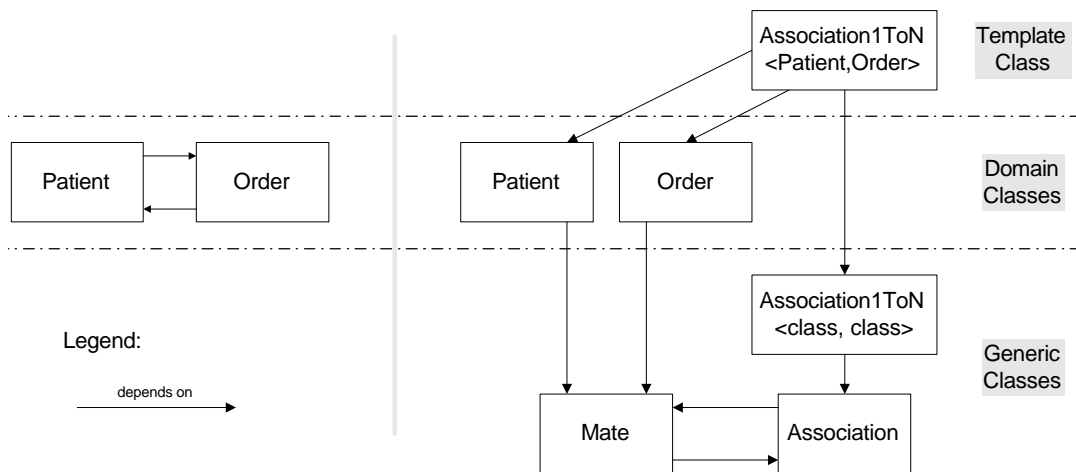 Association1ToN
<Patient,Order>
Template
Class
Patient
Order
Patient
Order
Domain
Classes
Association1ToN
<class, class>
Legend:
depends on
Generic
Classes
Mate
Association